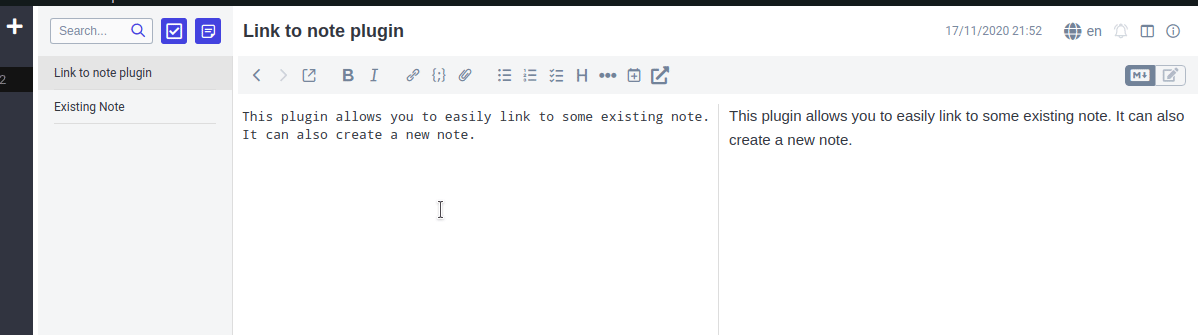 Search...
Link to note plugin
17/11/2020 21:52
en
2
Link to note plugin
Existing Note
B I {;} H
M
This plugin allows you to easily link to some existing note.
It can also create a new note.
This plugin allows you to easily link to some existing note. It can also
create a new note.